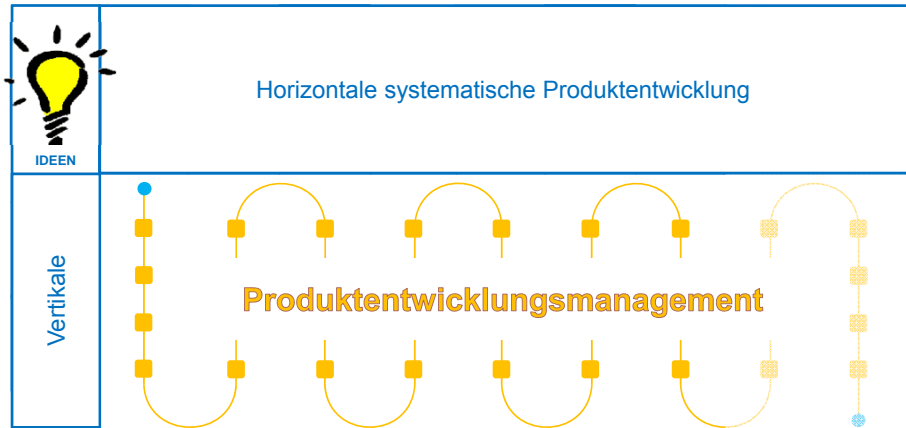 Horizontale systematische Produktentwicklung
IDEEN
Vertikale
Produktentwicklungsmanagement